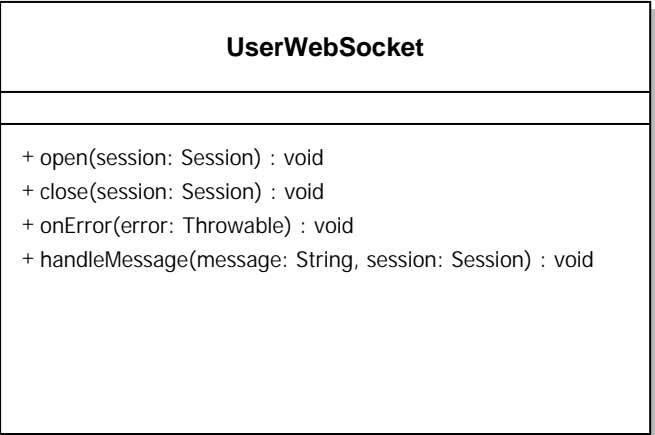 UserWebSocket
+ open(session: Session) : void
+ close(session: Session) : void
+ onError(error: Throwable) : void
+ handleMessage(message: String, session: Session) : void